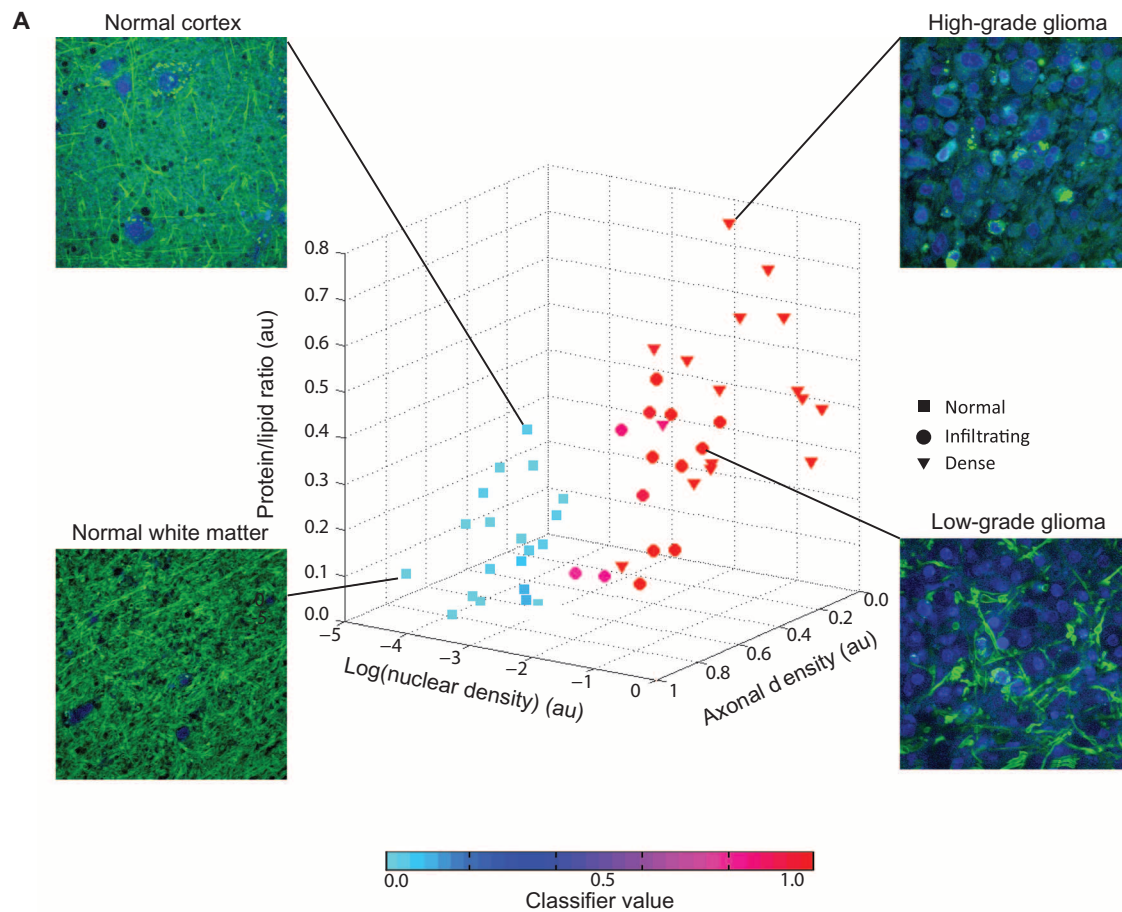 A
Normal cortex
High-grade glioma
0.8
0.7
0.6
0.5
0.4
0.3
0.2
0.1
0.0
Protein/lipid ratio (au)
Normal
Infiltrating
Dense
Normal white matter
Low-grade glioma
−5
−4
−3
−2
−1
0
Log(nuclear density) (au)
1
0.8
0.6
0.4
0.2
0.0
Axonal d ensity (au)
0.0
0.5
1.0
Classifier value